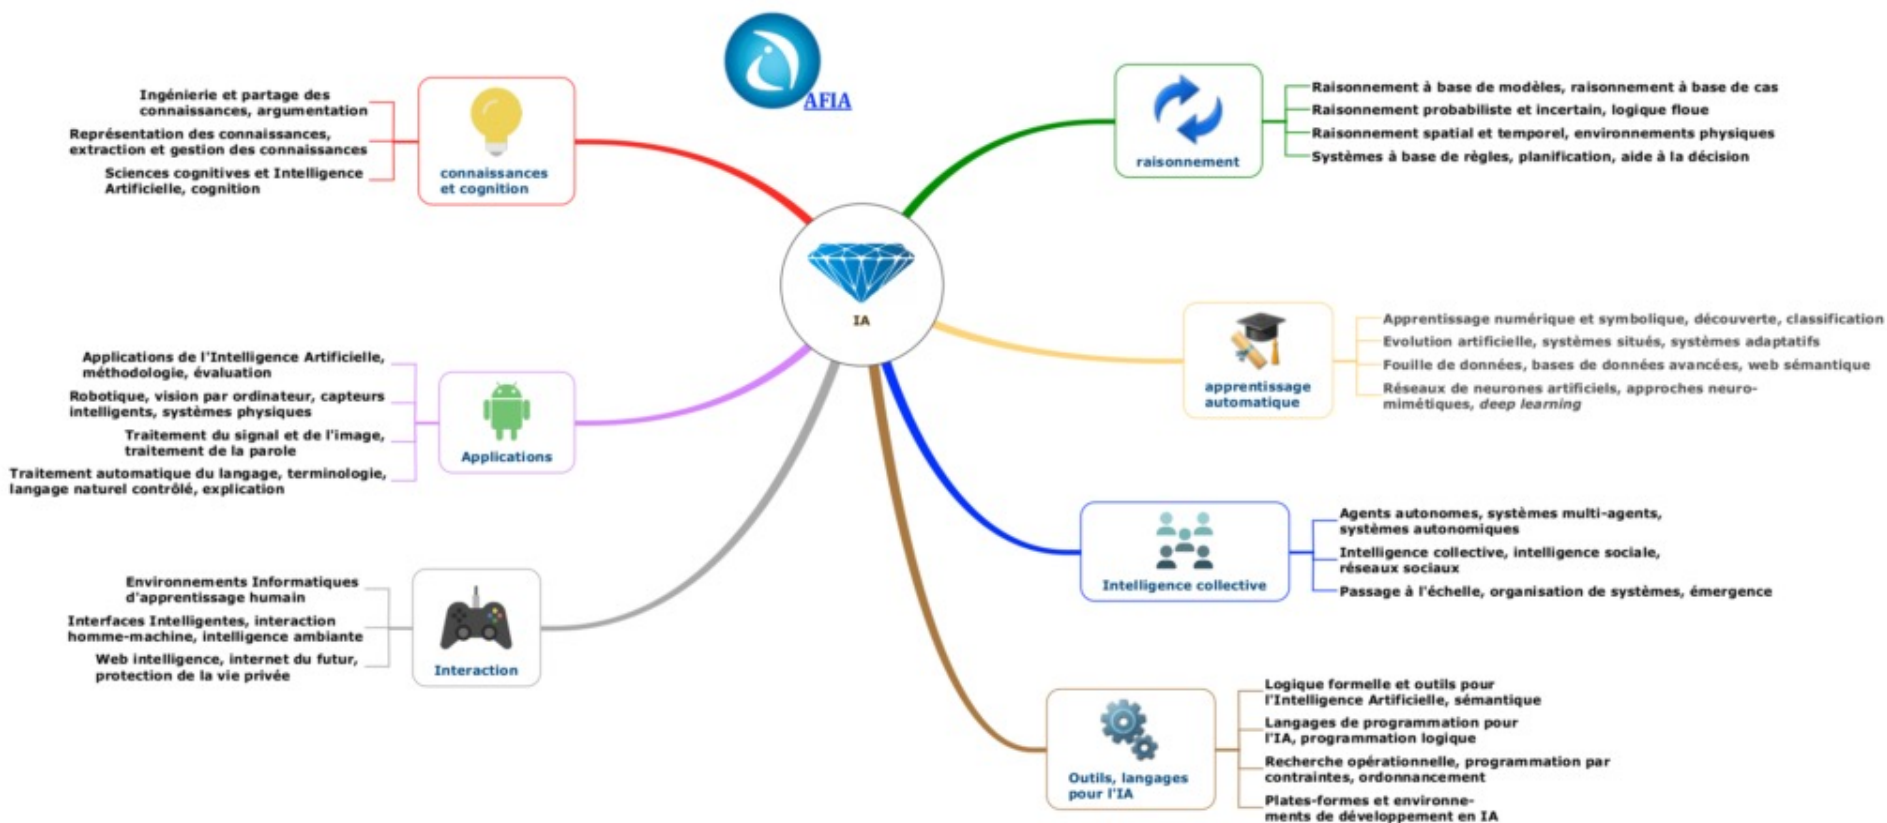 AFIA
IA
connaissances
et cognition
Ingénierie et partage des
connaissances, argumentation
Représentation des connaissances,
extraction et gestion des connaissances
Sciences cognitives et Intelligence
Artificielle, cognition
Applications
Applications de l'Intelligence Artificielle,
méthodologie, évaluation
Robotique, vision par ordinateur, capteurs
intelligents, systèmes physiques
Traitement du signal et de l'image,
traitement de la parole
Traitement automatique du langage, terminologie,
langage naturel contrôlé, explication
Interaction
Environnements Informatiques
d'apprentissage humain
Interfaces Intelligentes, interaction
homme-machine, intelligence ambiante
Web intelligence, internet du futur,
protection de la vie privée
raisonnement
Raisonnement à base de modèles, raisonnement à base de cas
Raisonnement probabiliste et incertain, logique floue
Raisonnement spatial et temporel, environnements physiques
Systèmes à base de règles, planification, aide à la décision
apprentissage
automatique
Apprentissage numérique et symbolique, découverte, classification
Evolution artificielle, systèmes situés, systèmes adaptatifs
Fouille de données, bases de données avancées, web sémantique
Réseaux de neurones artificiels, approches neuro-
mimétiques, deep learning
Intelligence collective
Agents autonomes, systèmes multi-agents,
systèmes autonomiques
Intelligence collective, intelligence sociale,
réseaux sociaux
Passage à l'échelle, organisation de systèmes, émergence
Outils, langages
pour l'IA
Logique formelle et outils pour
l'Intelligence Artificielle, sémantique
Langages de programmation pour
l'IA, programmation logique
Recherche opérationnelle, programmation par
contraintes, ordonnancement
Plates-formes et environne-
ments de développement en IA